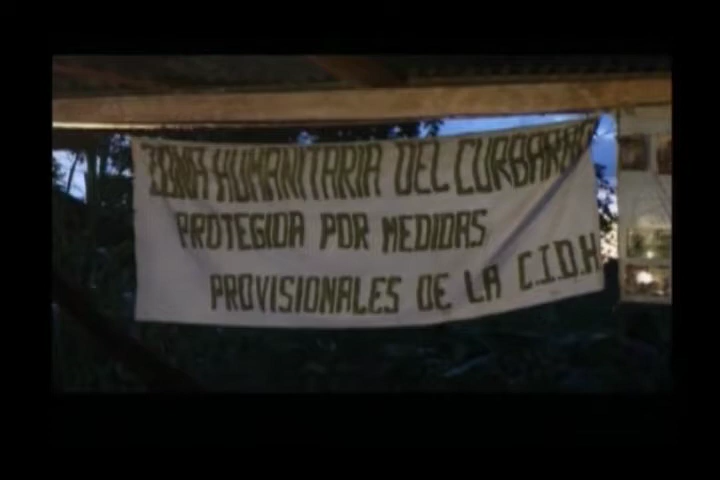 ZONA HUMANITARIA DEL CURBARADO
PROTEGIDA POR MEDIDAS
PROVISIONALES DE LA C.I.D.H